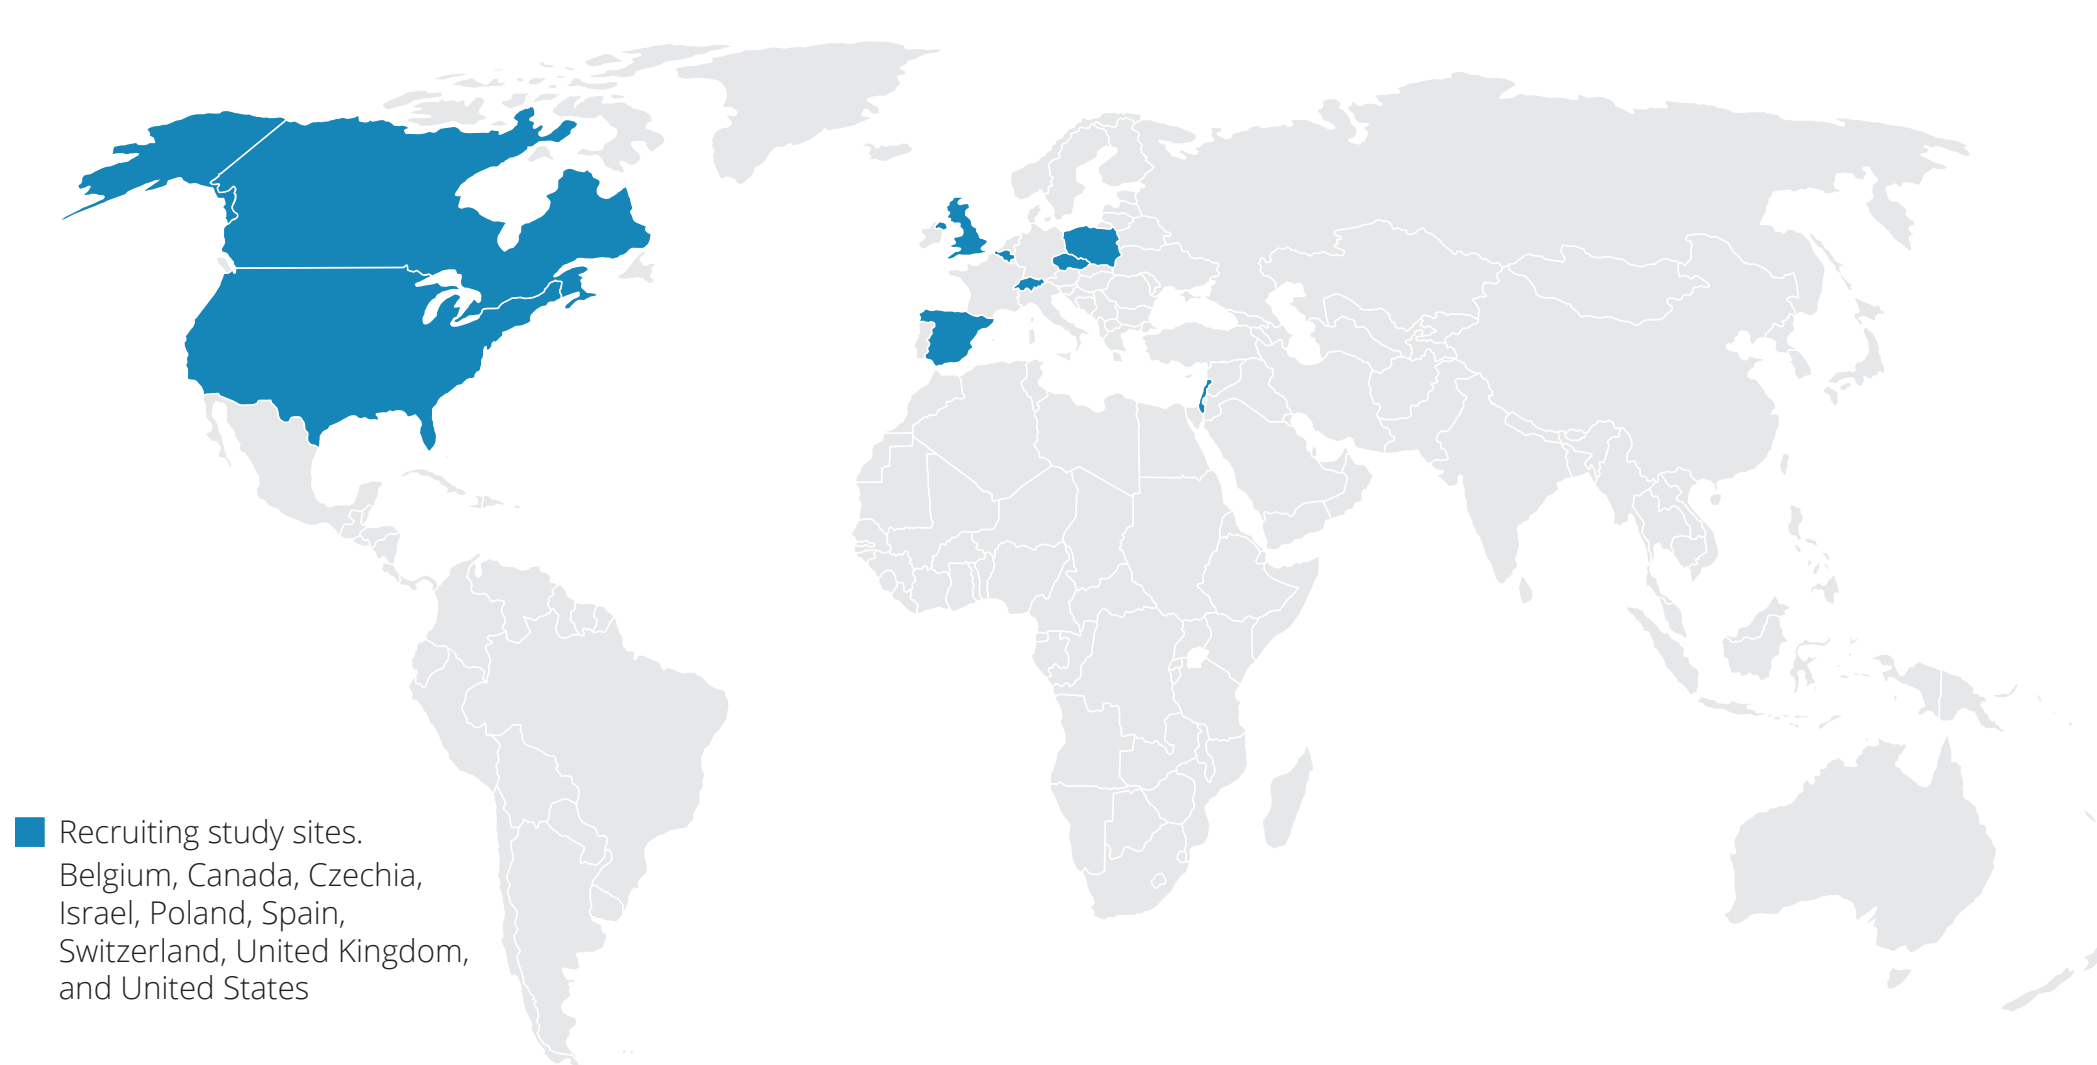 Recruiting study sites.
Belgium, Canada, Czechia,
Israel, Poland, Spain,
Switzerland, United Kingdom,
and United States